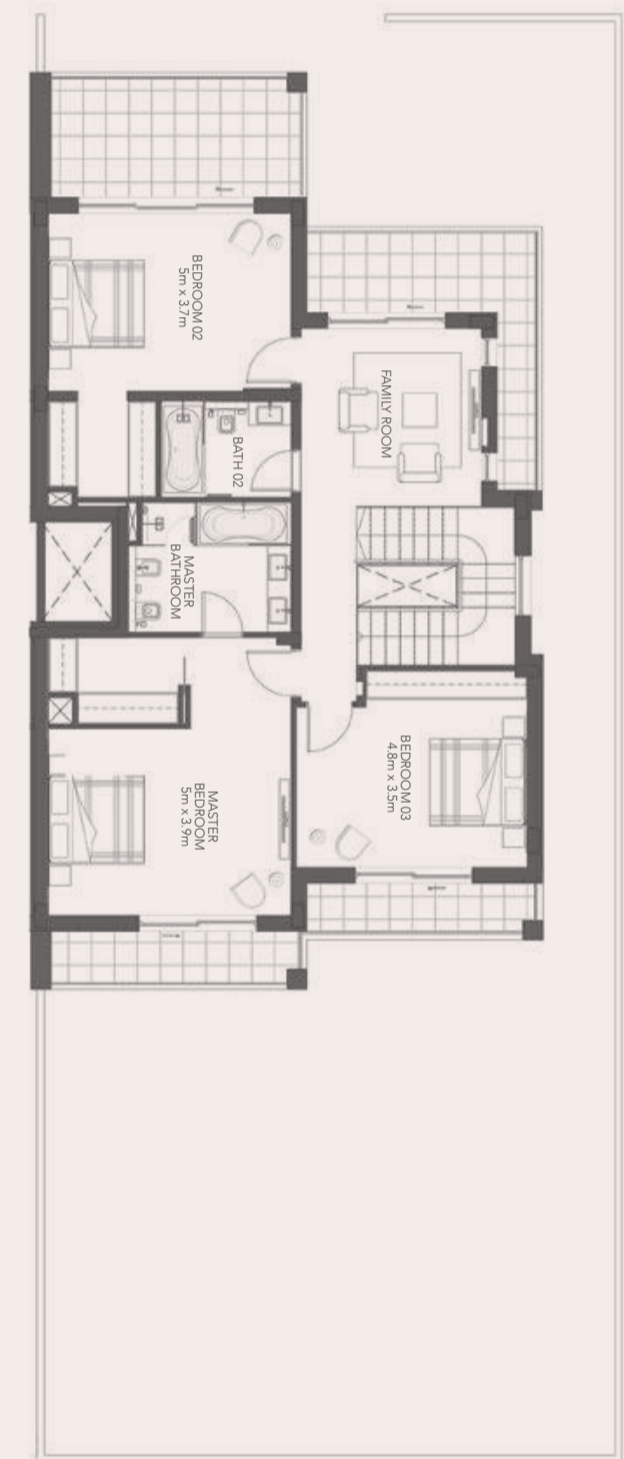 BEDROOM 02
5m x 3.7m
FAMILY ROOM
BATH 02
MASTER
BATHROOM
BEDROOM 03
4.8m x 3.5m
MASTER
BEDROOM
5m x 3.9m